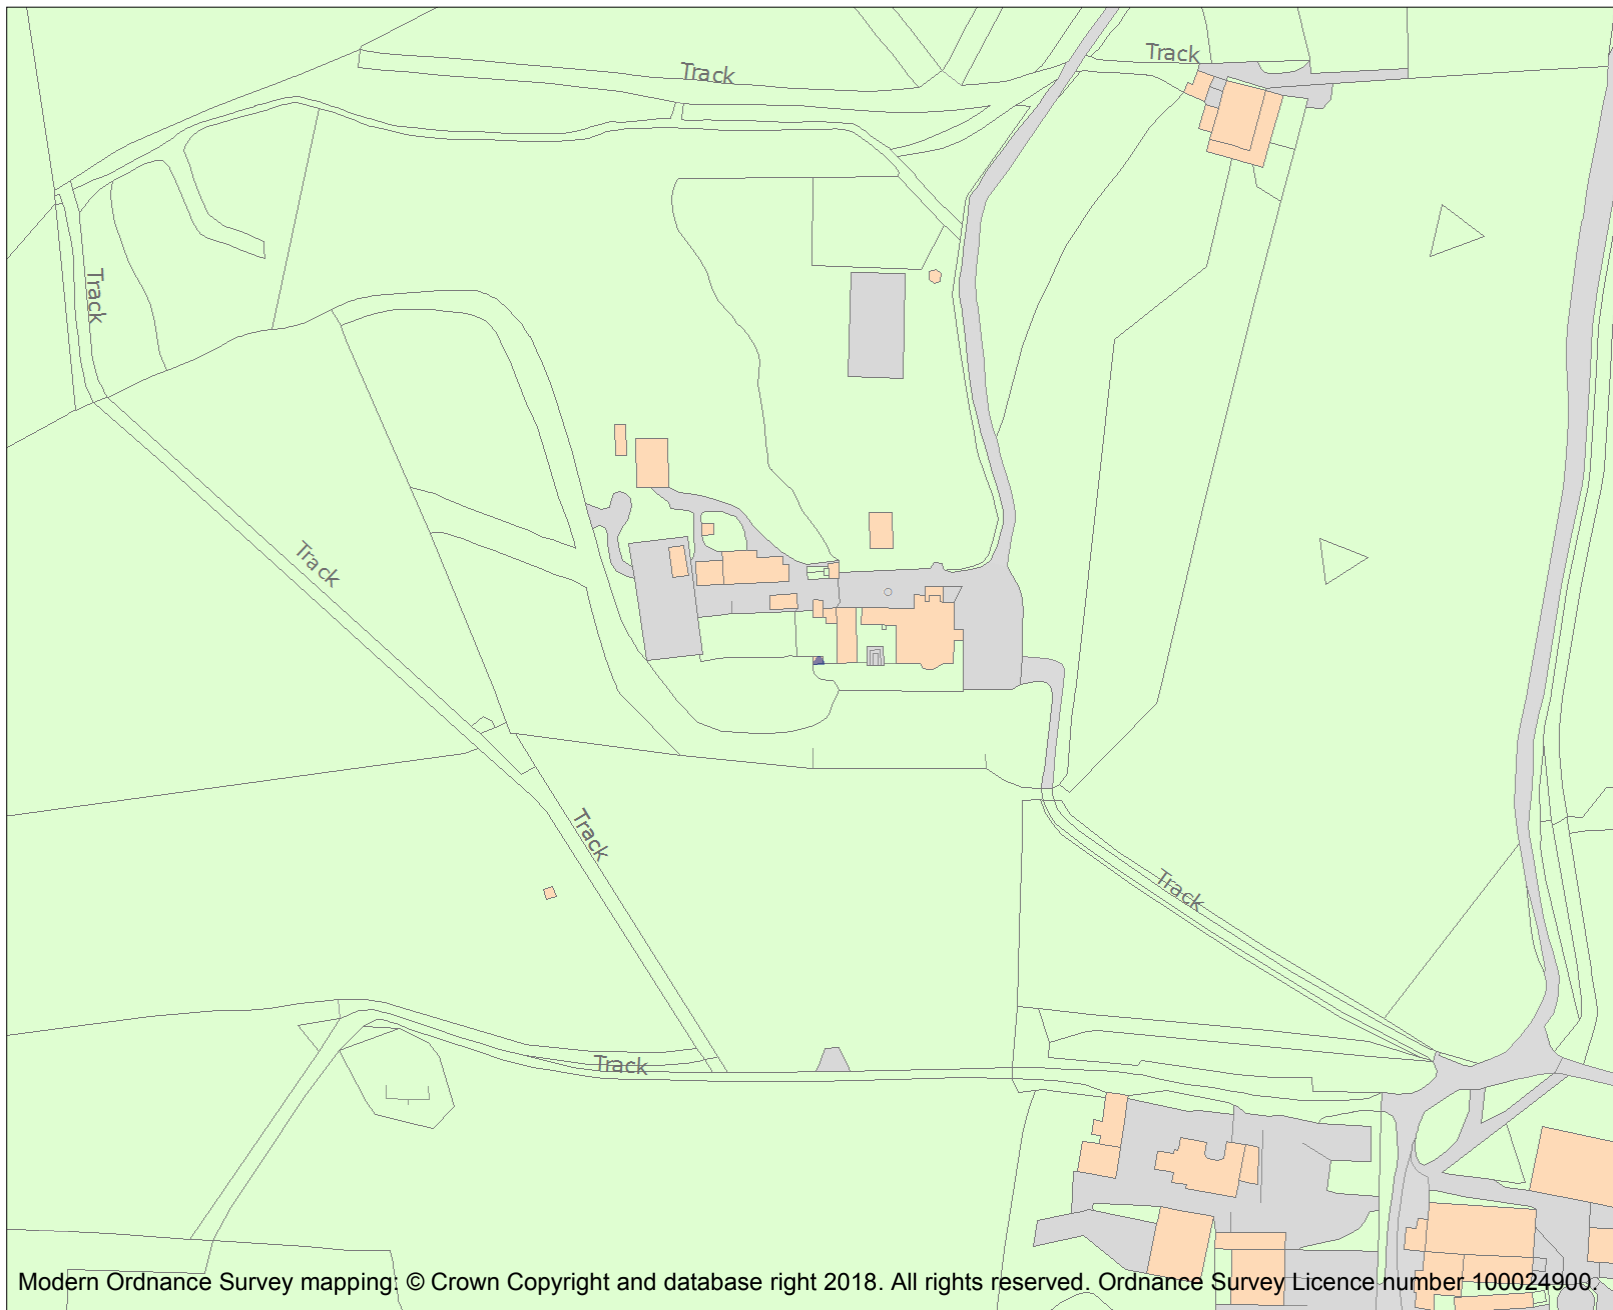 Track
Track
Track
Track
Track
Track
Track
Modern Ordnance Survey mapping: © Crown Copyright and database right 2018. All rights reserved. Ordnance Survey Licence number 100024900.